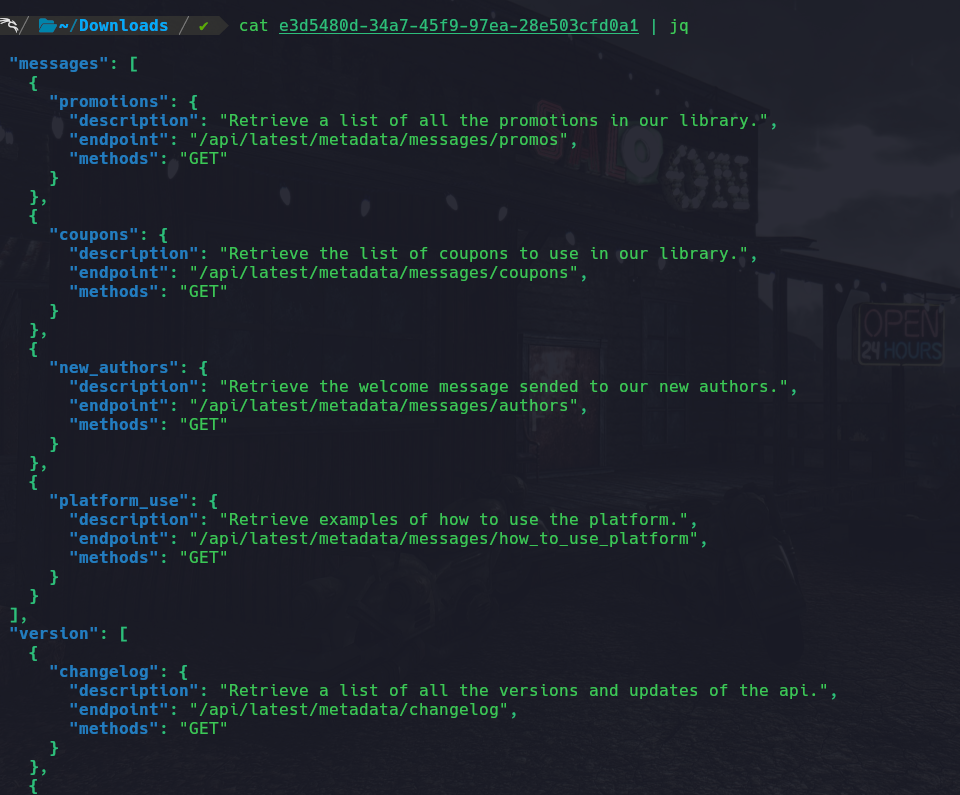 ~/Downloads / ✔ cat e3d5480d-34a7-45f9-97ea-28e503cfd0a1 | jq
"messages": [
{
"promotions": {
"description": "Retrieve a list of all the promotions in our library.",
"endpoint": "/api/latest/metadata/messages/promos",
"methods": "GET"
}
},
{
"coupons": {
"description": "Retrieve the list of coupons to use in our library.",
"endpoint": "/api/latest/metadata/messages/coupons",
"methods": "GET"
}
},
{
"new_authors": {
"description": "Retrieve the welcome message sended to our new authors.",
"endpoint": "/api/latest/metadata/messages/authors",
"methods": "GET"
}
},
{
"platform_use": {
"description": "Retrieve examples of how to use the platform.",
"endpoint": "/api/latest/metadata/messages/how_to_use_platform",
"methods": "GET"
}
}
],
"version": [
{
"changelog": {
"description": "Retrieve a list of all the versions and updates of the api.",
"endpoint": "/api/latest/metadata/changelog",
"methods": "GET"
}
},
{
SALOON
OPEN
24 HOURS